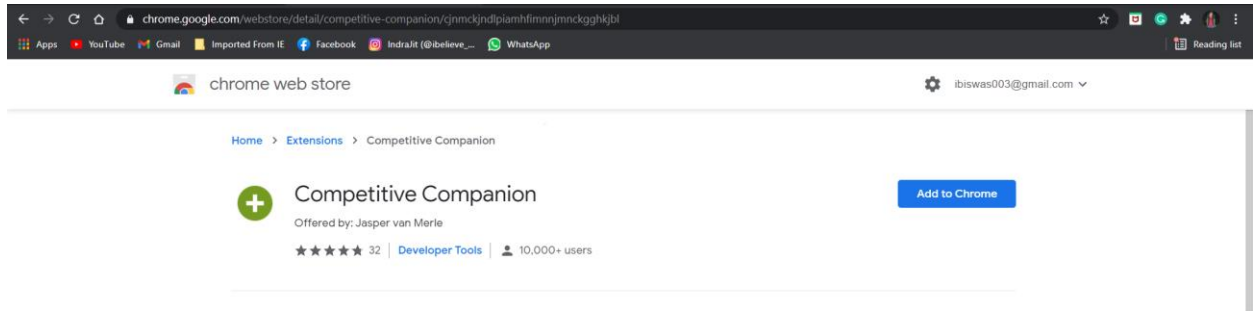 chrome.google.com/webstore/detail/competitive-companion/cjnmckjndlpiamhfimnnjmnckgghkjbl
Apps YouTube Gmail Imported From IE Facebook IndraJit (@ibelieve_... WhatsApp Reading list
chrome web store ibiswas003@gmail.com
Home > Extensions > Competitive Companion
Competitive Companion Add to Chrome
Offered by: Jasper van Merle
32 | Developer Tools | 10,000+ users